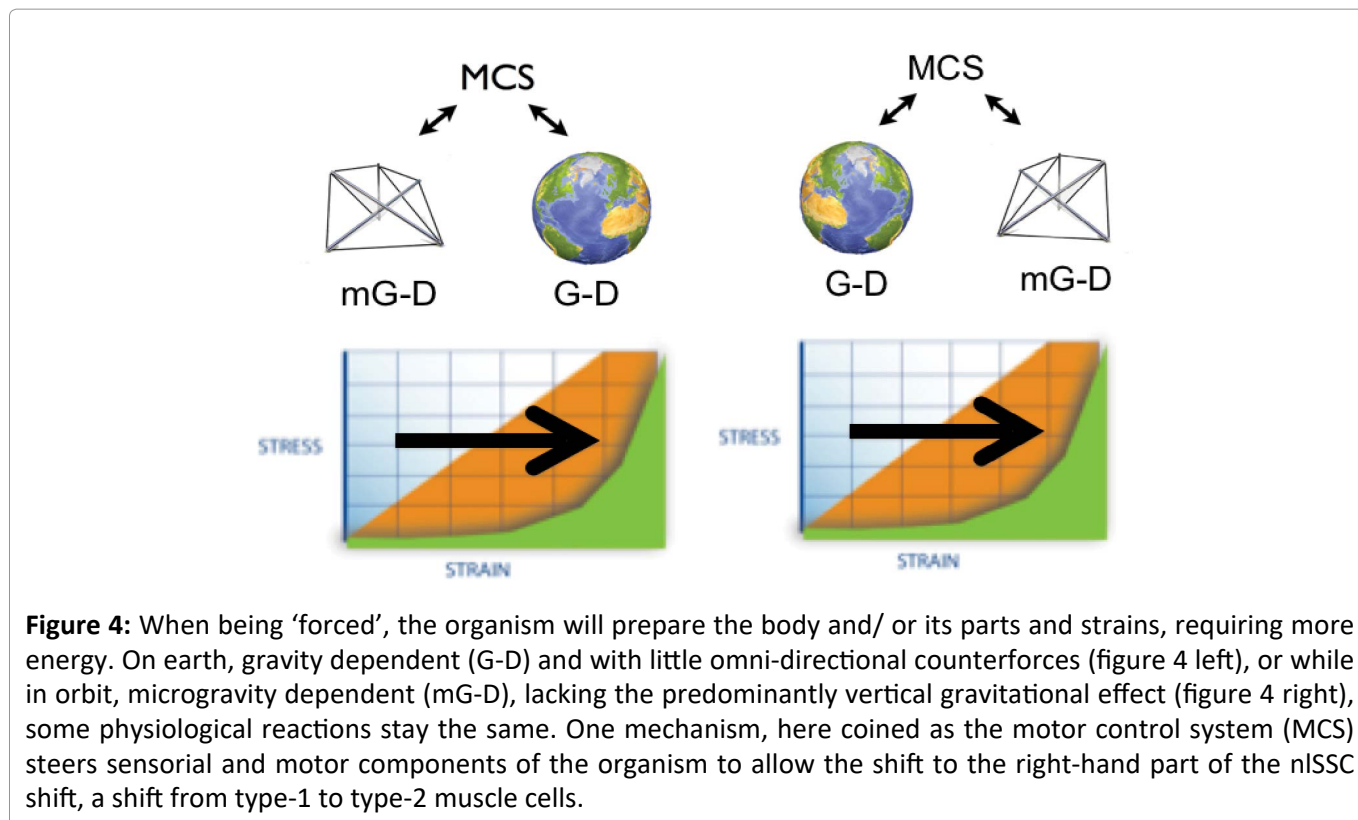 MCS
MCS
mG-D
G-D
G-D
mG-D
STRESS
STRAIN
STRESS
STRAIN
Figure 4: When being ‘forced’, the organism will prepare the body and/ or its parts and strains, requiring more
energy. On earth, gravity dependent (G-D) and with little omni-directional counterforces (figure 4 left), or while
in orbit, microgravity dependent (mG-D), lacking the predominantly vertical gravitational effect (figure 4 right),
some physiological reactions stay the same. One mechanism, here coined as the motor control system (MCS)
steers sensorial and motor components of the organism to allow the shift to the right-hand part of the nlSSC
shift, a shift from type-1 to type-2 muscle cells.